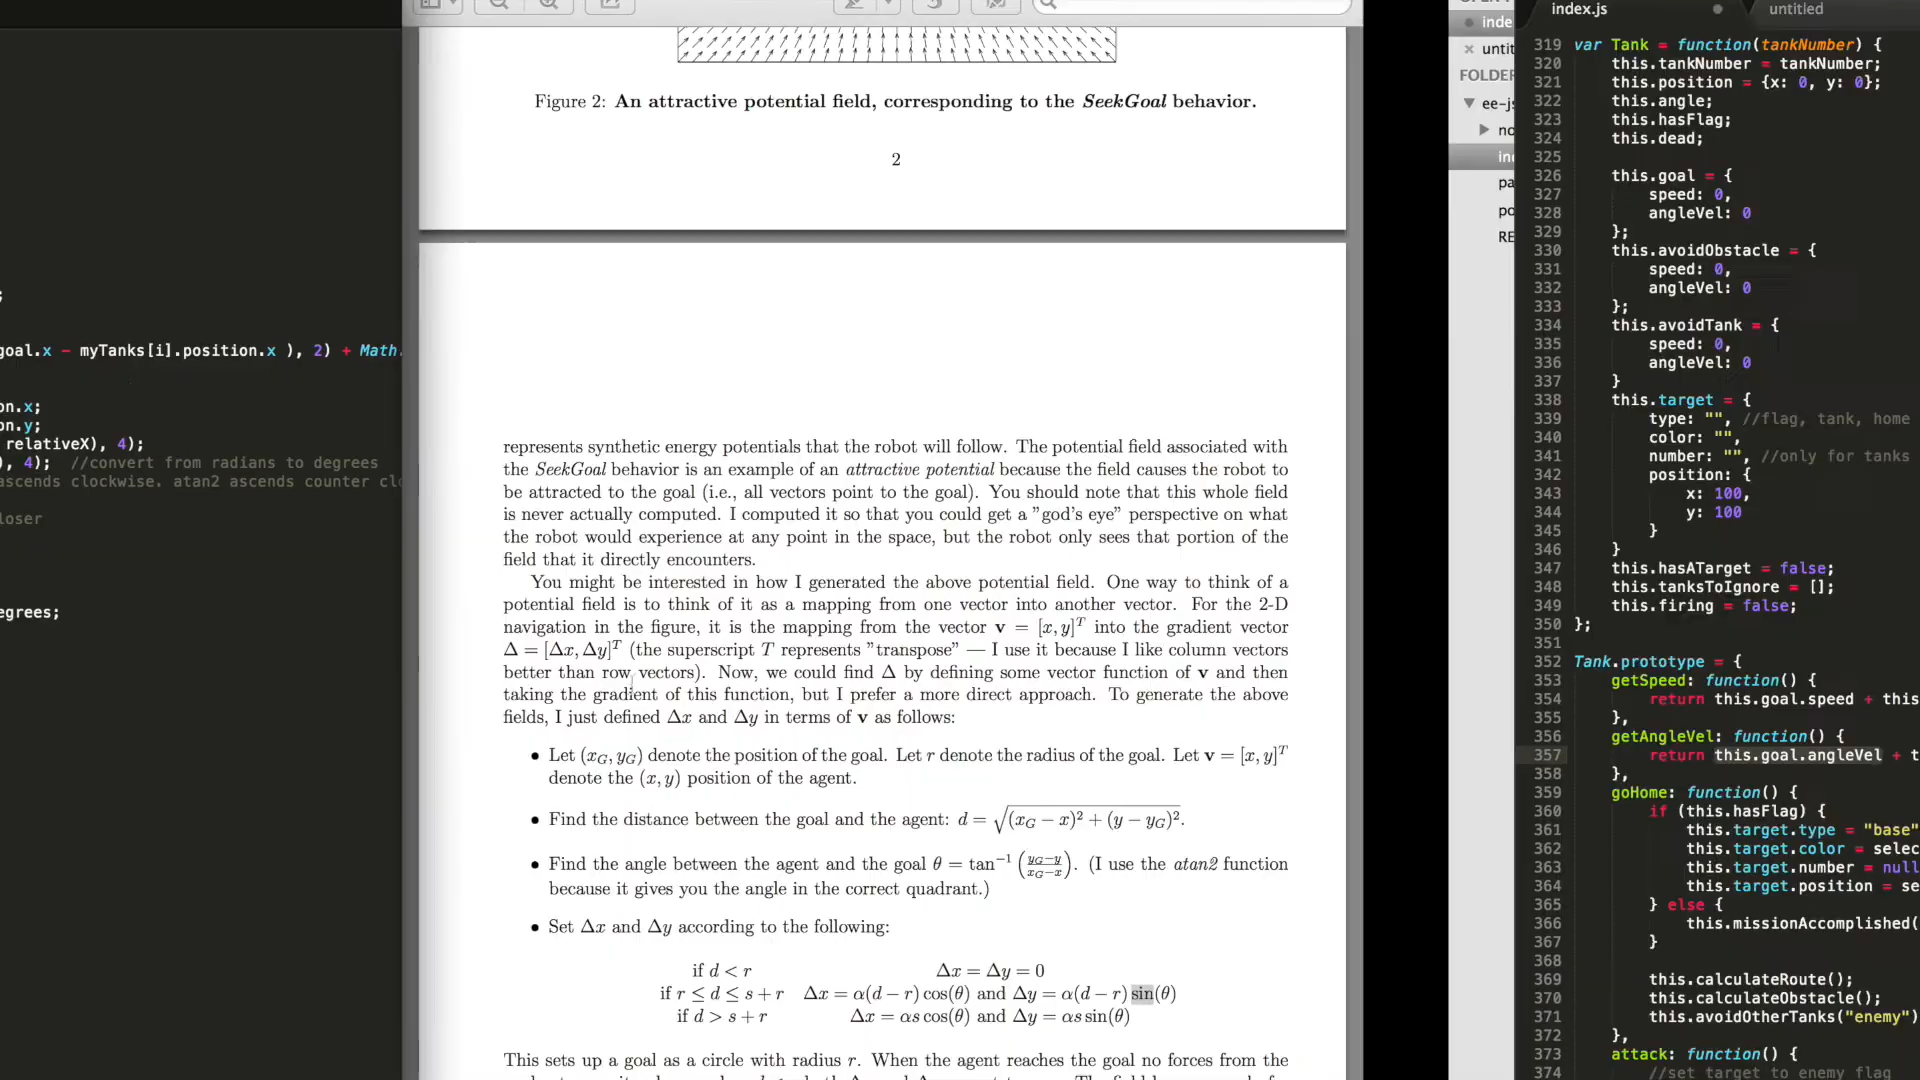 ;
goal.x - myTanks[i].position.x ), 2) + Math.
on.x;
on.y;
relativeX), 4);
), 4); //convert from radians to degrees
ascends clockwise. atan2 ascends counter clo
loser
egrees;
Figure 2: An attractive potential field, corresponding to the SeekGoal behavior.
2
represents synthetic energy potentials that the robot will follow. The potential field associated with
the SeekGoal behavior is an example of an attractive potential because the field causes the robot to
be attracted to the goal (i.e., all vectors point to the goal). You should note that this whole field
is never actually computed. I computed it so that you could get a "god's eye" perspective on what
the robot would experience at any point in the space, but the robot only sees that portion of the
field that it directly encounters.
You might be interested in how I generated the above potential field. One way to think of a
potential field is to think of it as a mapping from one vector into another vector. For the 2-D
navigation in the figure, it is the mapping from the vector v = [x, y]^T into the gradient vector
Δ = [Δx, Δy]^T (the superscript T represents "transpose" — I use it because I like column vectors
better than row vectors). Now, we could find Δ by defining some vector function of v and then
taking the gradient of this function, but I prefer a more direct approach. To generate the above
fields, I just defined Δx and Δy in terms of v as follows:
• Let (x_G, y_G) denote the position of the goal. Let r denote the radius of the goal. Let v = [x, y]^T
denote the (x, y) position of the agent.
• Find the distance between the goal and the agent: d = √((x_G − x)² + (y − y_G)²).
• Find the angle between the agent and the goal θ = tan⁻¹ ((y_G−y)/(x_G−x)). (I use the atan2 function
because it gives you the angle in the correct quadrant.)
• Set Δx and Δy according to the following:
if d < r Δx = Δy = 0
if r ≤ d ≤ s + r Δx = α(d − r) cos(θ) and Δy = α(d − r) sin(θ)
if d > s + r Δx = αs cos(θ) and Δy = αs sin(θ)
This sets up a goal as a circle with radius r. When the agent reaches the goal no forces from the
inde
untit
FOLDER
ee-js
no
ind
pa
po
RE
index.js untitled
319 var Tank = function(tankNumber) {
320 this.tankNumber = tankNumber;
321 this.position = {x: 0, y: 0};
322 this.angle;
323 this.hasFlag;
324 this.dead;
325
326 this.goal = {
327 speed: 0,
328 angleVel: 0
329 };
330 this.avoidObstacle = {
331 speed: 0,
332 angleVel: 0
333 };
334 this.avoidTank = {
335 speed: 0,
336 angleVel: 0
337 }
338 this.target = {
339 type: "", //flag, tank, home
340 color: "",
341 number: "", //only for tanks
342 position: {
343 x: 100,
344 y: 100
345 }
346 }
347 this.hasATarget = false;
348 this.tanksToIgnore = [];
349 this.firing = false;
350 };
351
352 Tank.prototype = {
353 getSpeed: function() {
354 return this.goal.speed + this
355 },
356 getAngleVel: function() {
357 return this.goal.angleVel + t
358 },
359 goHome: function() {
360 if (this.hasFlag) {
361 this.target.type = "base"
362 this.target.color = selec
363 this.target.number = null
364 this.target.position = se
365 } else {
366 this.missionAccomplished(
367 }
368
369 this.calculateRoute();
370 this.calculateObstacle();
371 this.avoidOtherTanks("enemy")
372 },
373 attack: function() {
374 //set target to enemy flag